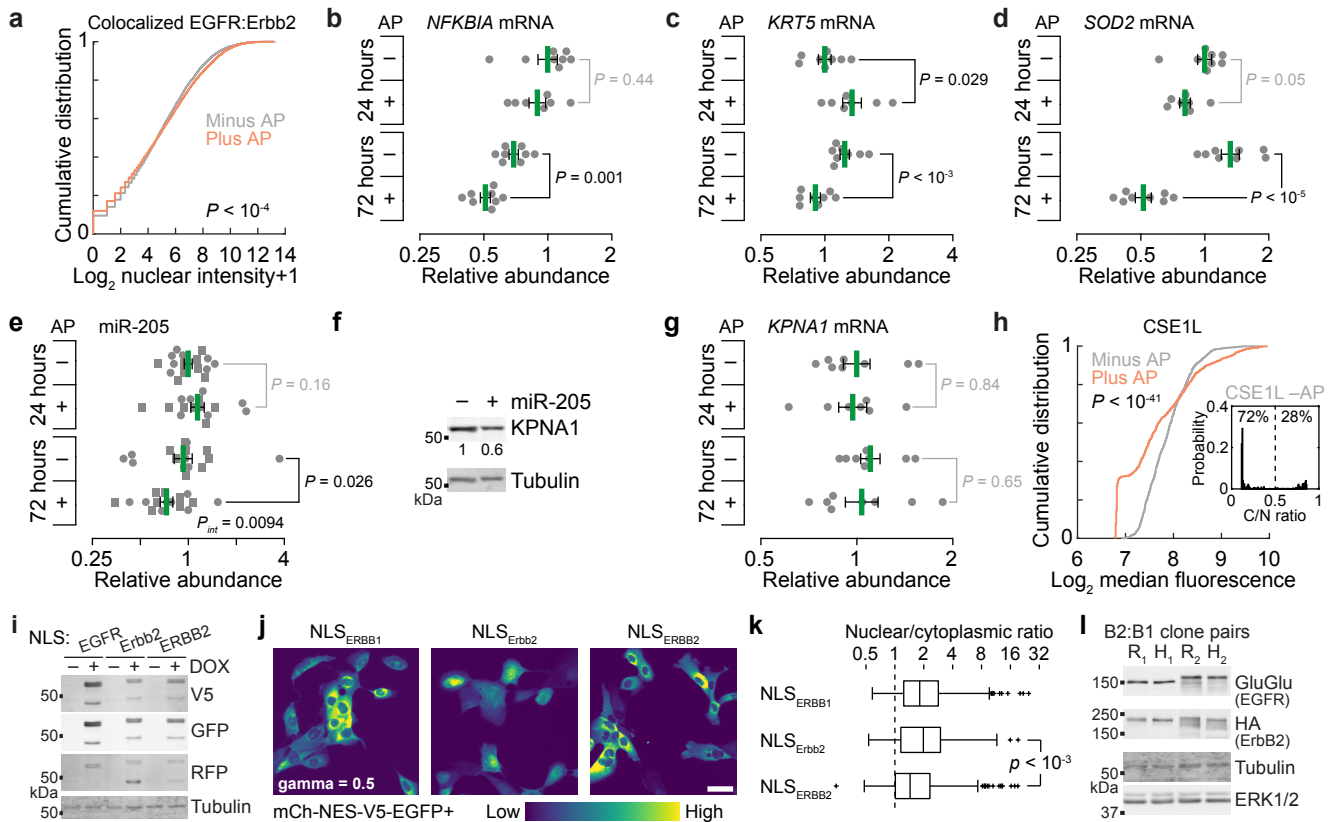 a
Colocalized EGFR:Erbb2
Cumulative distribution
1
0
Minus AP
Plus AP
P < 10-4
0 2 4 6 8 10 12 14
Log2 nuclear intensity+1
b
AP NFKBIA mRNA
24 hours
−
+
P = 0.44
72 hours
−
+
P = 0.001
0.25 0.5 1 2
Relative abundance
c
AP KRT5 mRNA
24 hours
−
+
P = 0.029
72 hours
−
+
P < 10-3
0.5 1 2 4
Relative abundance
d
AP SOD2 mRNA
24 hours
−
+
P = 0.05
72 hours
−
+
P < 10-5
0.25 0.5 1 2
Relative abundance
e
AP miR-205
24 hours
−
+
P = 0.16
72 hours
−
+
P = 0.026
Pint = 0.0094
0.25 1 4
Relative abundance
f
− + miR-205
KPNA1
50
1 0.6
Tubulin
50
kDa
g
AP KPNA1 mRNA
24 hours
−
+
P = 0.84
72 hours
−
+
P = 0.65
0.5 1 2
Relative abundance
h
CSE1L
Cumulative distribution
1
0
Minus AP
Plus AP
P < 10-41
CSE1L –AP
Probability
0.4
0.2
0
72% 28%
0 0.5 1
C/N ratio
6 7 8 9 10
Log2 median fluorescence
i
NLS: EGFR Erbb2 ERBB2
− + − + − + DOX
V5
50
GFP
50
RFP
50
kDa
Tubulin
j
NLSERBB1 NLSErbb2 NLSERBB2
gamma = 0.5
mCh-NES-V5-EGFP+ Low High
k
Nuclear/cytoplasmic ratio
0.5 1 2 4 8 16 32
NLSERBB1
NLSErbb2
NLSERBB2
p < 10-3
l
B2:B1 clone pairs
R1 H1 R2 H2
150
GluGlu
(EGFR)
250
150
HA
(ErbB2)
Tubulin
50
kDa
37
ERK1/2